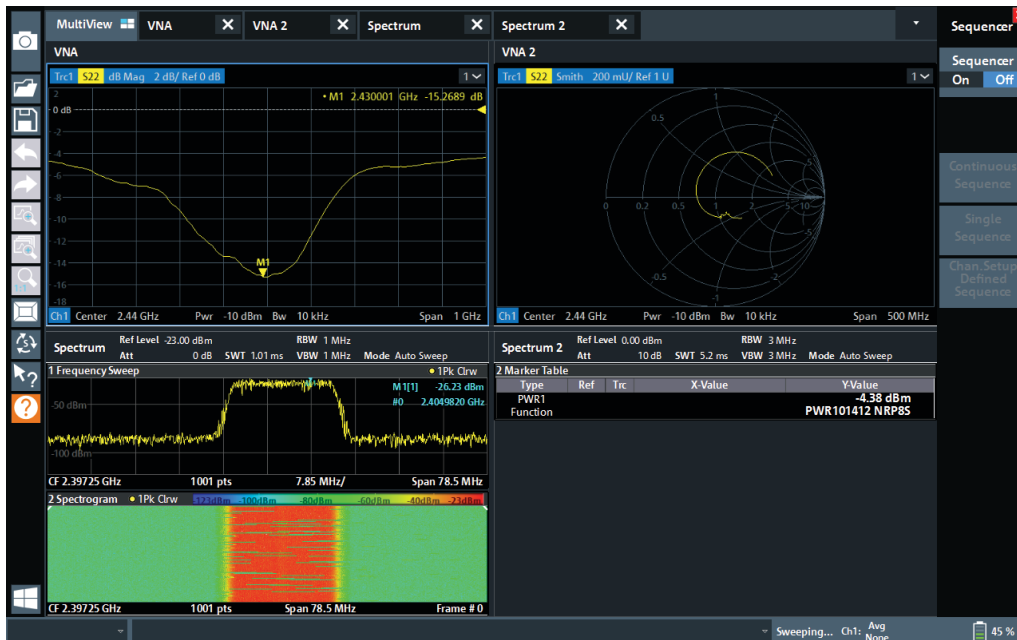 MultiView
VNA
VNA 2
Spectrum
Spectrum 2
Sequencer
VNA
Trc1 S22 dB Mag 2 dB/ Ref 0 dB
1
M1 2.430001 GHz -15.2689 dB
2
0 dB
-2
-4
-6
-8
-10
-12
-14
-16
-18
M1
Ch1 Center 2.44 GHz Pwr -10 dBm Bw 10 kHz Span 1 GHz
VNA 2
Trc1 S22 Smith 200 mU/ Ref 1 U
1
1
0.5
2
5
0 0.2 0.5 1 2 5 10
-5
-0.5
-2
-1
Ch1 Center 2.44 GHz Pwr -10 dBm Bw 10 kHz Span 500 MHz
Sequencer
On Off
Continuous
Sequence
Single
Sequence
Chan.Setup
Defined
Sequence
Spectrum
Ref Level -23.00 dBm RBW 1 MHz
Att 0 dB SWT 1.01 ms VBW 1 MHz Mode Auto Sweep
1 Frequency Sweep
1Pk Clrw
M1[1] -26.23 dBm
#0 2.4049820 GHz
-50 dBm
-100 dBm
CF 2.39725 GHz 1001 pts 7.85 MHz/ Span 78.5 MHz
2 Spectrogram 1Pk Clrw
-123dBm -100dBm -80dBm -60dBm -40dBm -23dBm
CF 2.39725 GHz 1001 pts Span 78.5 MHz Frame # 0
Spectrum 2
Ref Level 0.00 dBm RBW 3 MHz
Att 10 dB SWT 5.2 ms VBW 3 MHz Mode Auto Sweep
2 Marker Table
Type Ref Trc X-Value Y-Value
PWR1 -4.38 dBm
Function PWR101412 NRP8S
Sweeping... Ch1: Avg
None
45 %